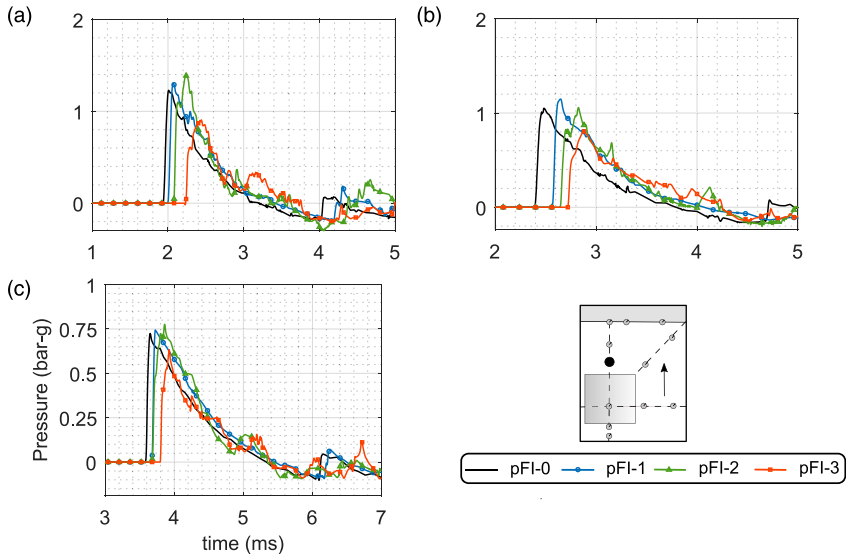 (a)
2
1
0
1 2 3 4 5
(b)
2
1
0
2 3 4 5
(c)
1
0.75
0.5
0.25
0
3 4 5 6 7
Pressure (bar-g)
time (ms)
pFI-0 pFI-1 pFI-2 pFI-3